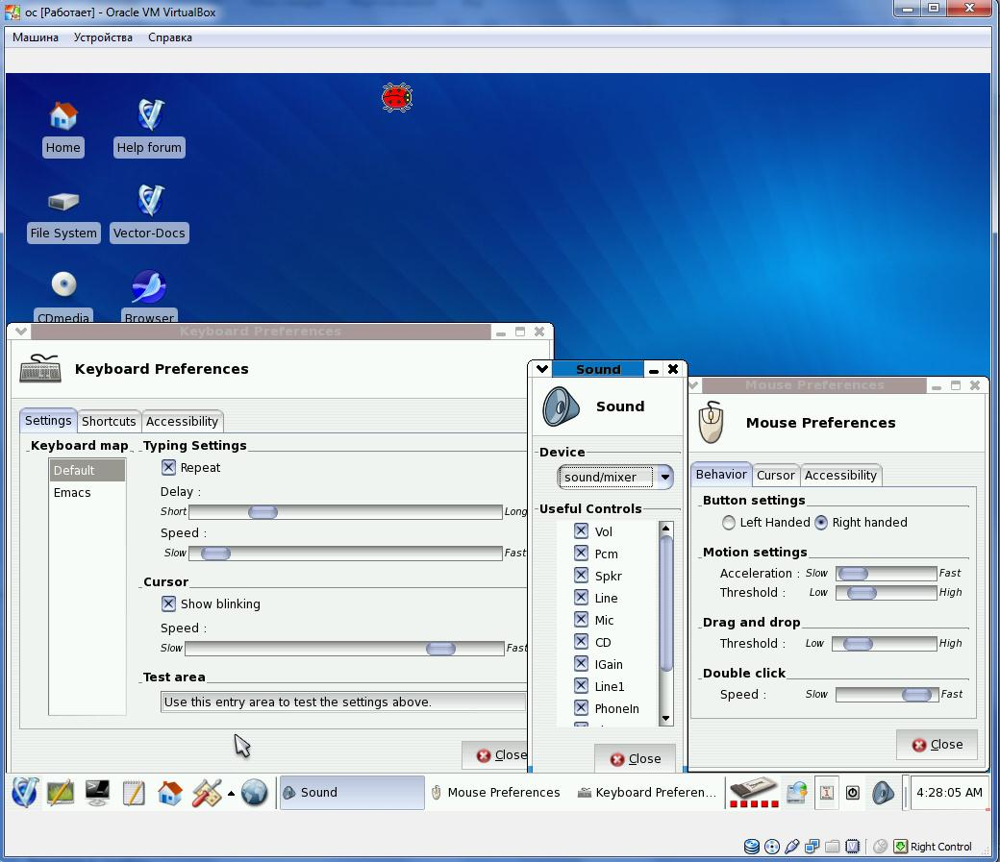 ос [Работает] - Oracle VM VirtualBox
Машина Устройства Справка
Home Help forum
File System Vector-Docs
CDmedia Browser
Keyboard Preferences
Keyboard Preferences
Settings Shortcuts Accessibility
Keyboard map
Default
Emacs
Typing Settings
Repeat
Delay :
Short Long
Speed :
Slow Fast
Cursor
Show blinking
Speed :
Slow Fast
Test area
Use this entry area to test the settings above.
Close
Sound
Sound
Device
sound/mixer
Useful Controls
Vol
Pcm
Spkr
Line
Mic
CD
IGain
Line1
PhoneIn
Close
Mouse Preferences
Mouse Preferences
Behavior Cursor Accessibility
Button settings
Left Handed Right handed
Motion settings
Acceleration : Slow Fast
Threshold : Low High
Drag and drop
Threshold : Low High
Double click
Speed : Slow Fast
Close
Sound Mouse Preferences Keyboard Preferen... 4:28:05 AM
Right Control